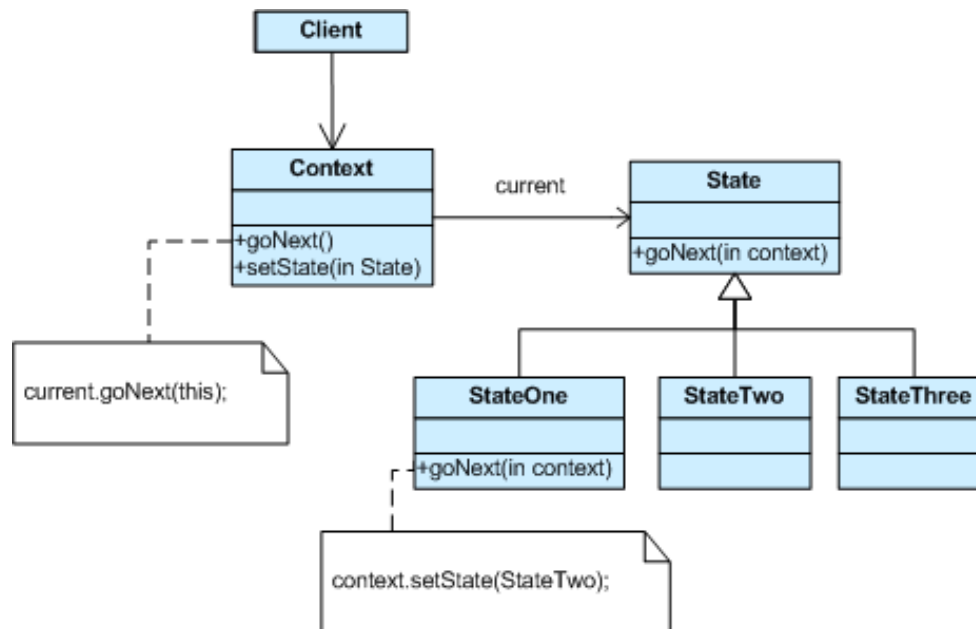 Client
Context
+goNext()
+setState(in State)
current
State
+goNext(in context)
current.goNext(this);
StateOne
+goNext(in context)
StateTwo
StateThree
context.setState(StateTwo);